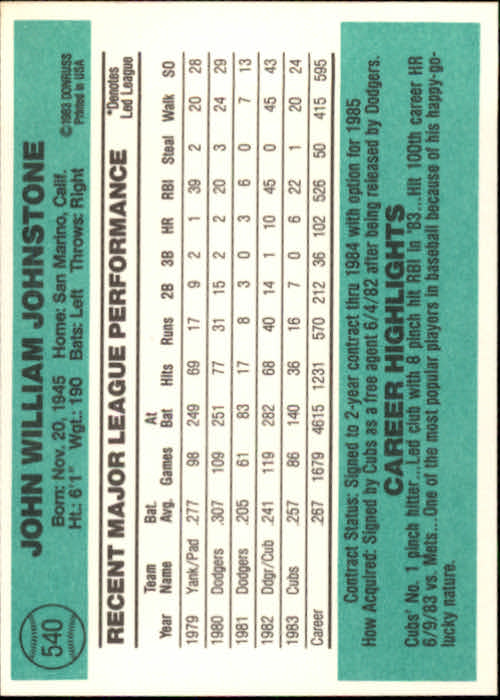 540
JOHN WILLIAM JOHNSTONE
Born: Nov. 20, 1945 Home: San Marino, Calif.
Ht.: 6'1" Wgt.: 190 Bats: Left Throws: Right
©1983 DONRUSS
Printed in USA
RECENT MAJOR LEAGUE PERFORMANCE
*Denotes
Led League
Year Team Name Bat. Avg. Games At Bat Hits Runs 2B 3B HR RBI Steal Walk SO
1979 Yank/Pad .277 98 249 69 17 9 2 1 39 2 20 28
1980 Dodgers .307 109 251 77 31 15 2 2 20 3 24 29
1981 Dodgers .205 61 83 17 8 3 0 3 6 0 7 13
1982 Ddgr/Cub .241 119 282 68 40 14 1 10 45 0 45 43
1983 Cubs .257 86 140 36 16 7 0 6 22 1 20 24
Career .267 1679 4615 1231 570 212 36 102 526 50 415 595
Contract Status: Signed to 2-year contract thru 1984 with option for 1985
How Acquired: Signed by Cubs as a free agent 6/4/82 after being released by Dodgers.
CAREER HIGHLIGHTS
Cubs' No. 1 pinch hitter...Led club with 8 pinch hit RBI in '83...Hit 100th career HR
6/9/83 vs. Mets...One of the most popular players in baseball because of his happy-go-
lucky nature.